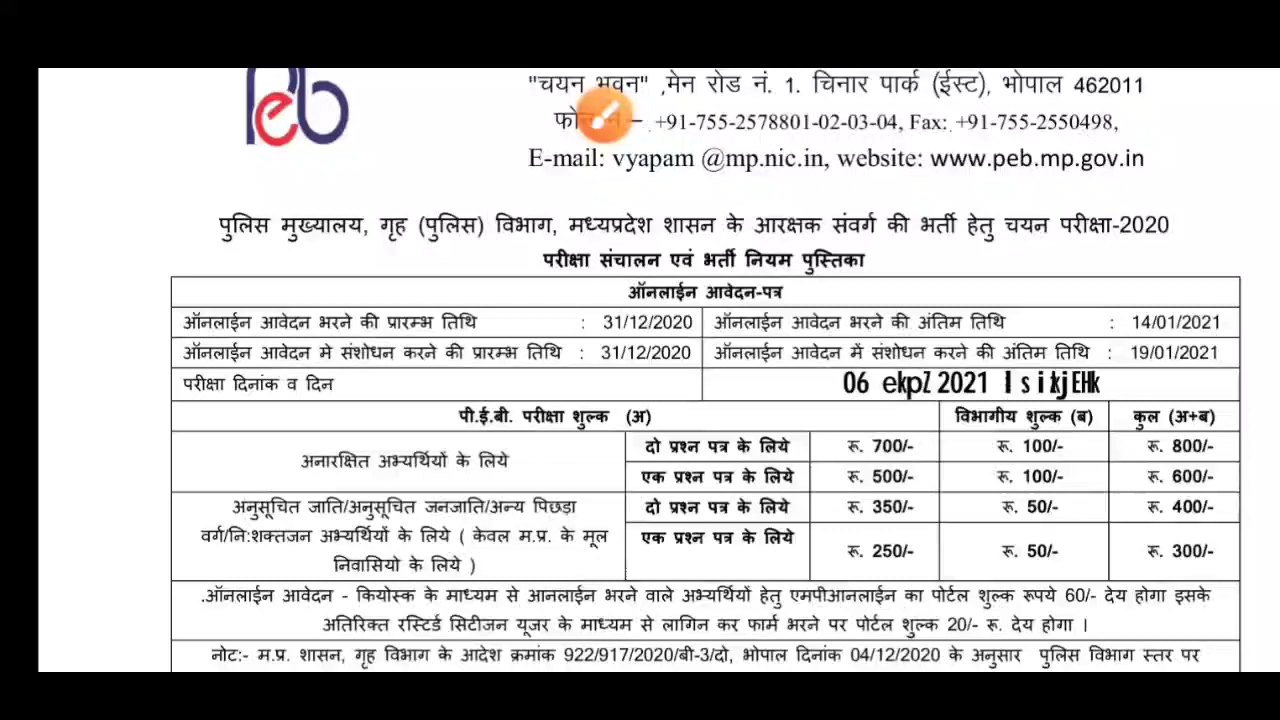 peb
"चयन भवन" ,मेन रोड नं. 1. चिनार पार्क (ईस्ट), भोपाल 462011
+91-755-2578801-02-03-04, Fax: +91-755-2550498,
E-mail: vyapam @mp.nic.in, website: www.peb.mp.gov.in
पुलिस मुख्यालय, गृह (पुलिस) विभाग, मध्यप्रदेश शासन के आरक्षक संवर्ग की भर्ती हेतु चयन परीक्षा-2020
परीक्षा संचालन एवं भर्ती नियम पुस्तिका
ऑनलाईन आवेदन-पत्र
ऑनलाईन आवेदन भरने की प्रारम्भ तिथि : 31/12/2020 ऑनलाईन आवेदन भरने की अंतिम तिथि : 14/01/2021
ऑनलाईन आवेदन मे संशोधन करने की प्रारम्भ तिथि : 31/12/2020 ऑनलाईन आवेदन में संशोधन करने की अंतिम तिथि : 19/01/2021
परीक्षा दिनांक व दिन 06 ekpZ 2021
पी.ई.बी. परीक्षा शुल्क (अ) विभागीय शुल्क (ब) कुल (अ+ब)
अनारक्षित अभ्यर्थियों के लिये
दो प्रश्न पत्र के लिये रू. 700/- रू. 100/- रू. 800/-
एक प्रश्न पत्र के लिये रू. 500/- रू. 100/- रू. 600/-
अनुसूचित जाति/अनुसूचित जनजाति/अन्य पिछड़ा
वर्ग/नि:शक्तजन अभ्यर्थियों के लिये ( केवल म.प्र. के मूल
निवासियो के लिये )
दो प्रश्न पत्र के लिये रू. 350/- रू. 50/- रू. 400/-
एक प्रश्न पत्र के लिये रू. 250/- रू. 50/- रू. 300/-
.ऑनलाईन आवेदन - कियोस्क के माध्यम से आनलाईन भरने वाले अभ्यर्थियों हेतु एमपीआनलाईन का पोर्टल शुल्क रूपये 60/- देय होगा इसके
अतिरिक्त रस्टिर्ड सिटीजन यूजर के माध्यम से लागिन कर फार्म भरने पर पोर्टल शुल्क 20/- रू. देय होगा ।
नोट:- म.प्र. शासन, गृह विभाग के आदेश क्रमांक 922/917/2020/बी-3/दो, भोपाल दिनांक 04/12/2020 के अनुसार पुलिस विभाग स्तर पर